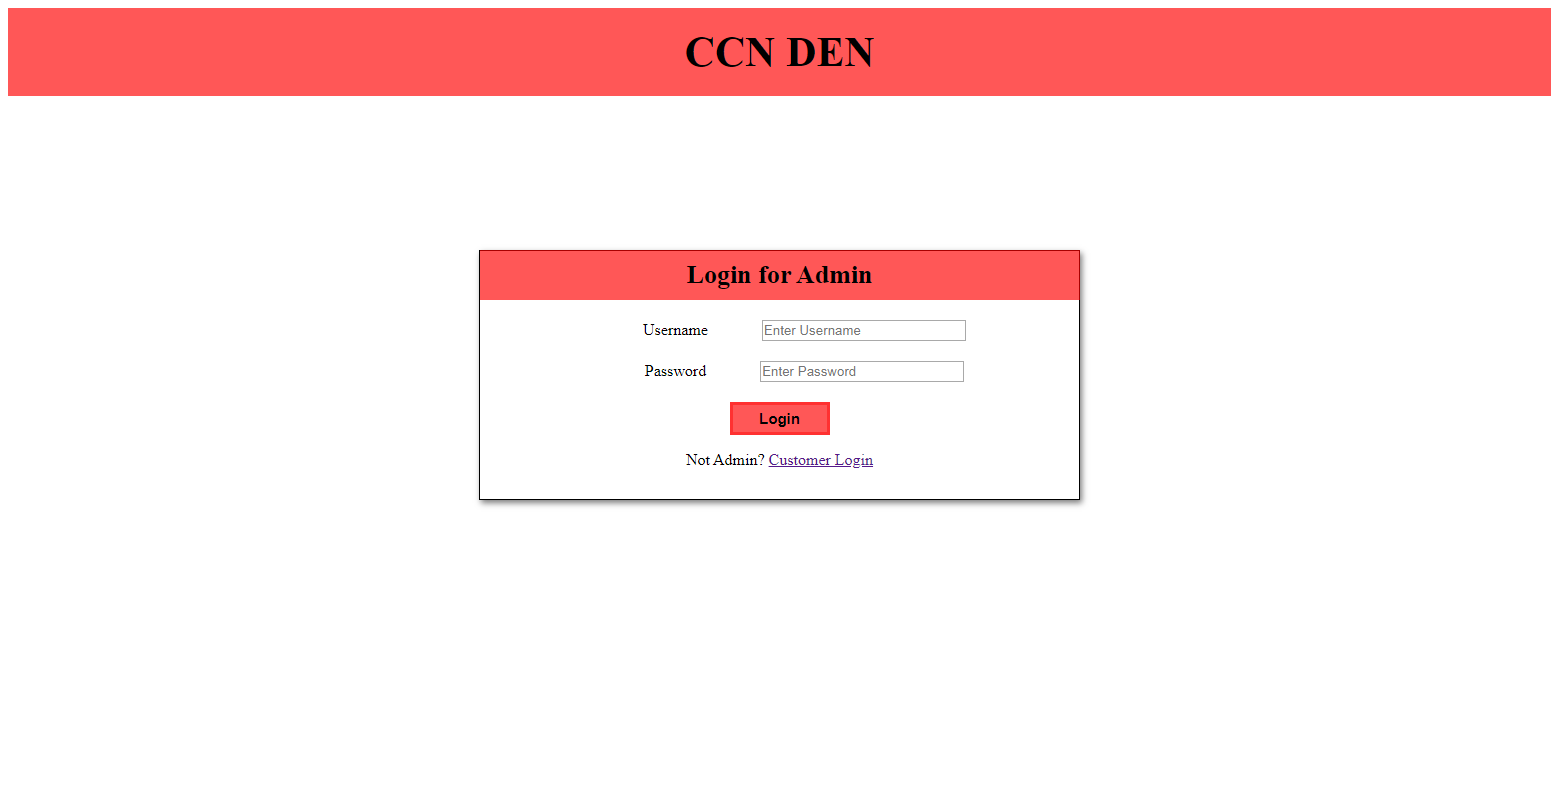 CCN DEN
Login for Admin
Username Enter Username
Password Enter Password
Login
Not Admin? Customer Login